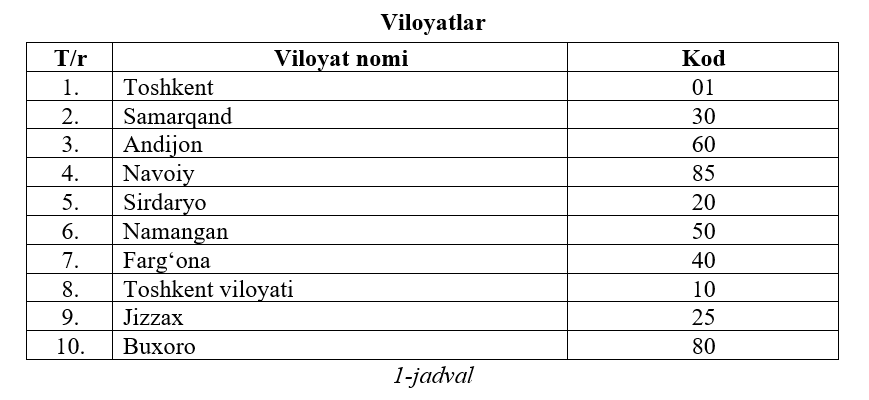 Viloyatlar
T/r Viloyat nomi Kod
1. Toshkent 01
2. Samarqand 30
3. Andijon 60
4. Navoiy 85
5. Sirdaryo 20
6. Namangan 50
7. Farg‘ona 40
8. Toshkent viloyati 10
9. Jizzax 25
10. Buxoro 80
1-jadval